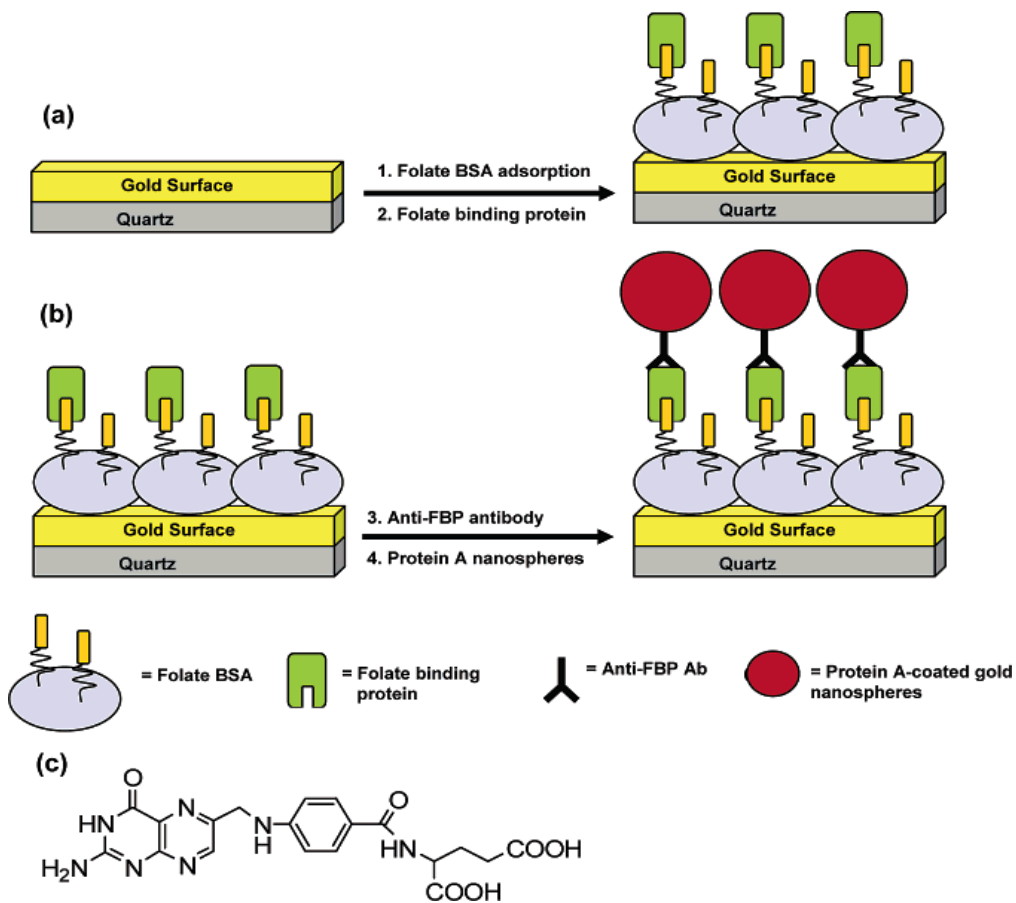 (a)
Gold Surface
Quartz
1. Folate BSA adsorption
2. Folate binding protein
Gold Surface
Quartz
(b)
Gold Surface
Quartz
3. Anti-FBP antibody
4. Protein A nanospheres
Gold Surface
Quartz
= Folate BSA
= Folate binding
protein
= Anti-FBP Ab
= Protein A-coated gold
nanospheres
(c)
O
HN
N
H2N
N
N
N
H
O
N
H
COOH
COOH